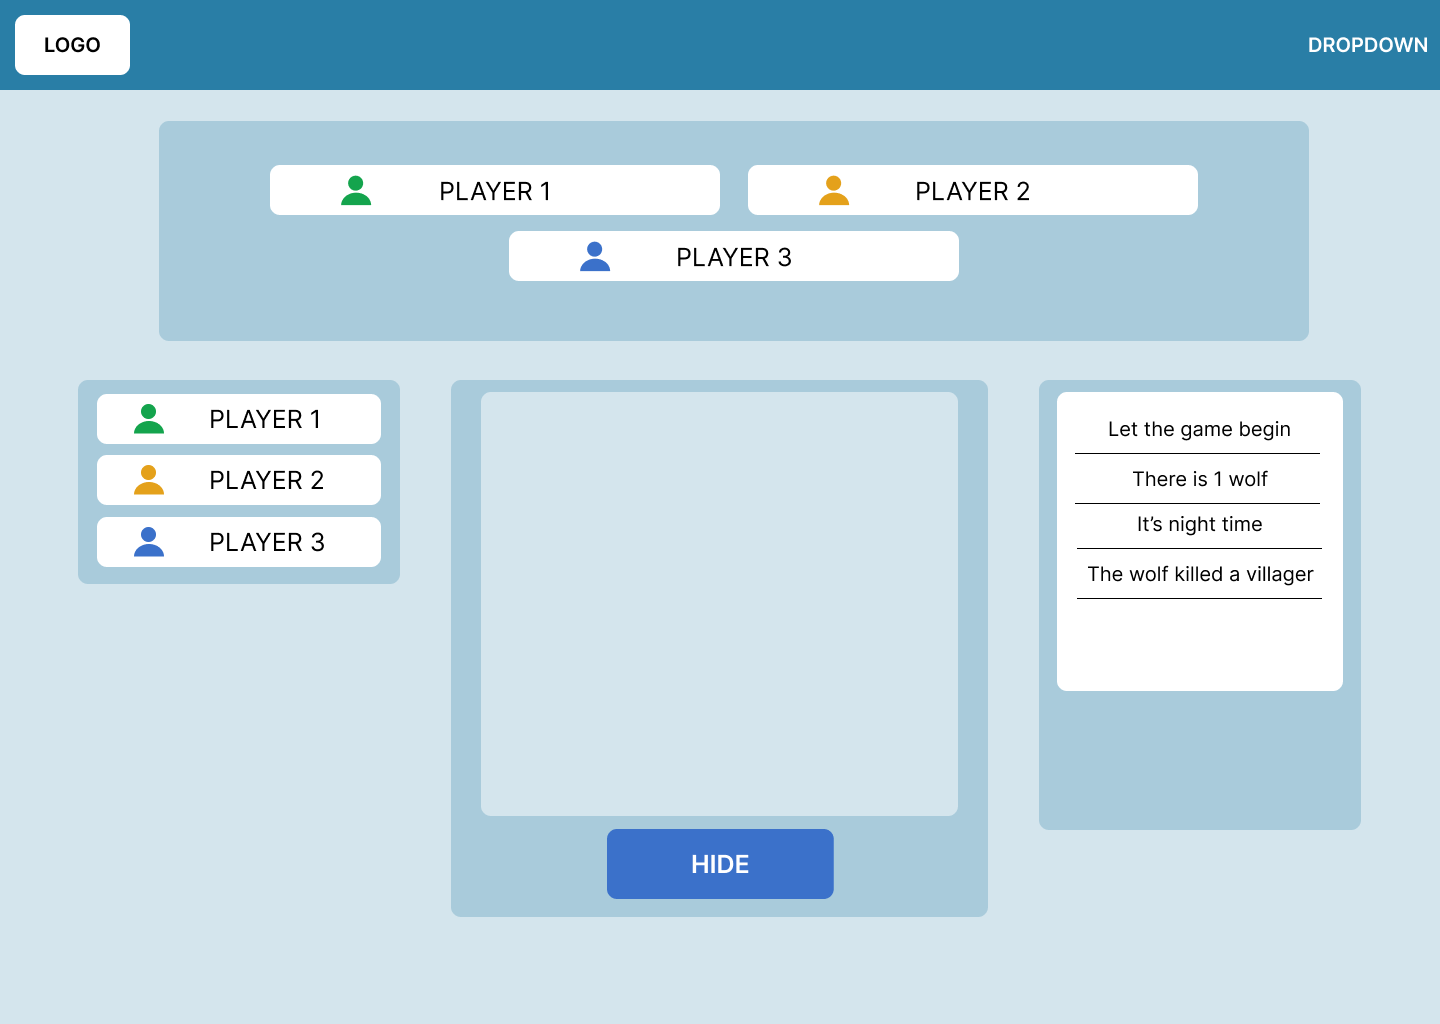 LOGO
DROPDOWN
PLAYER 1
PLAYER 2
PLAYER 3
PLAYER 1
PLAYER 2
PLAYER 3
HIDE
Let the game begin
There is 1 wolf
It’s night time
The wolf killed a villager